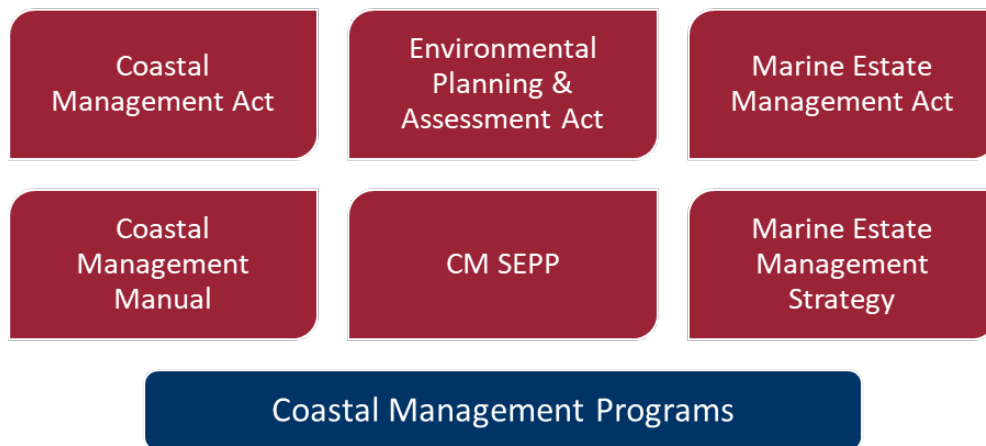 Coastal
Management Act
Environmental
Planning &
Assessment Act
Marine Estate
Management Act
Coastal
Management
Manual
CM SEPP
Marine Estate
Management
Strategy
Coastal Management Programs